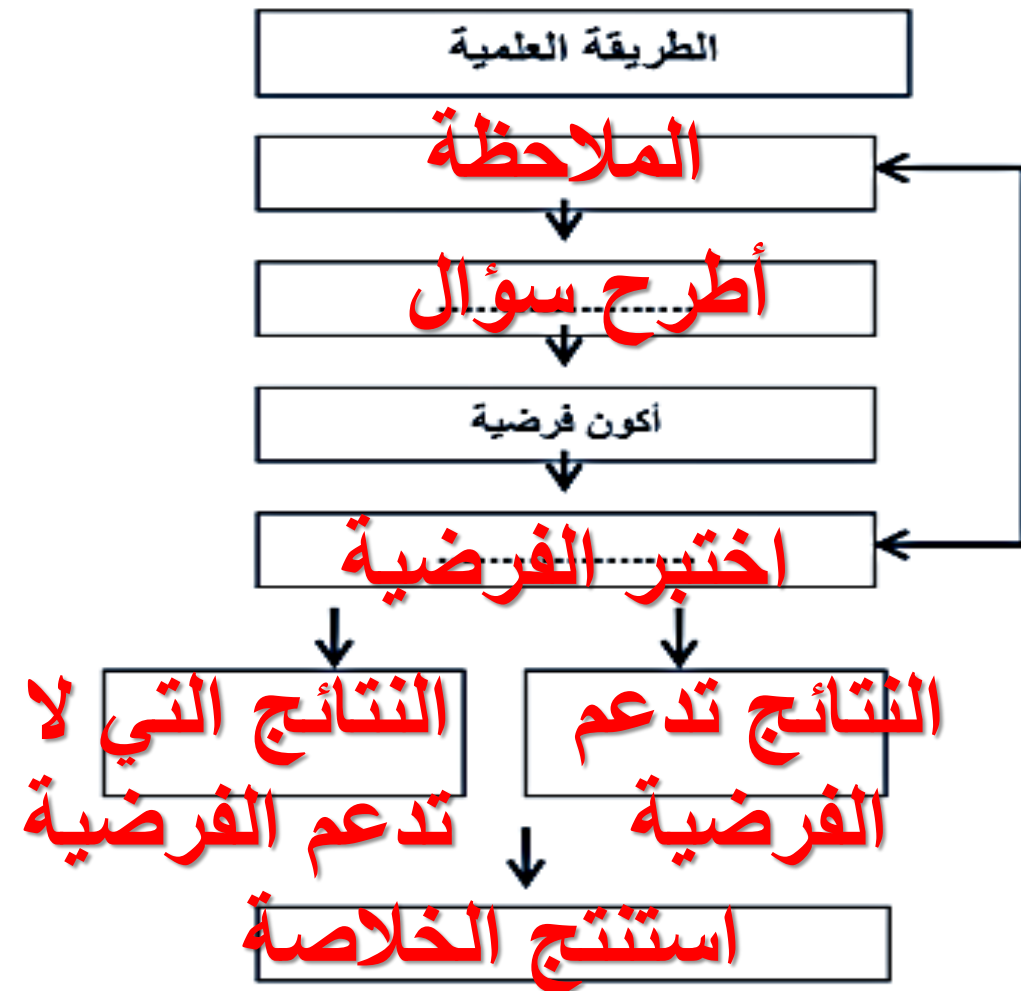 الطريقة العلمية
الملاحظة
أطرح سؤال
أكون فرضية
اختبر الفرضية
النتائج تدعم
الفرضية
النتائج التي لا
تدعم الفرضية
استنتج الخلاصة